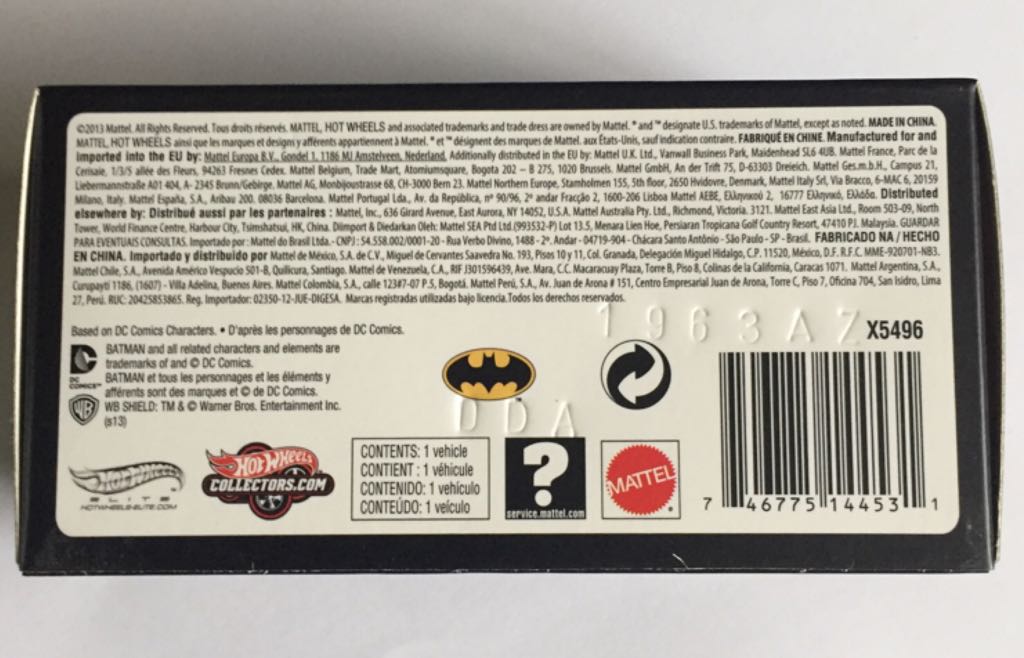 ©2013 Mattel. All Rights Reserved. Tous droits réservés. MATTEL, HOT WHEELS and associated trademarks and trade dress are owned by Mattel. ® and ™ designate U.S. trademarks of Mattel, except as noted. MADE IN CHINA.
MATTEL, HOT WHEELS ainsi que les marques et designs y afférents appartiennent à Mattel. ® et ™ désignent des marques de Mattel. aux États-Unis, sauf indication contraire. FABRIQUÉ EN CHINE. Manufactured for and
imported into the EU by: Mattel Europa B.V., Gondel 1, 1186 MJ Amstelveen, Nederland. Additionally distributed in the EU by: Mattel U.K. Ltd., Vanwall Business Park, Maidenhead SL6 4UB. Mattel France, Parc de la
Cerisaie, 1/3/5 allée des Fleurs, 94263 Fresnes Cedex. Mattel Belgium, Trade Mart, Atomiumsquare, Bogota 202 – B 275, 1020 Brussels. Mattel GmbH, An der Trift 75, D-63303 Dreieich. Mattel Ges.m.b.H., Campus 21,
Liebermannstraße A01 404, A- 2345 Brunn/Gebirge. Mattel AG, Monbijoustrasse 68, CH-3000 Bern 23. Mattel Northern Europe, Stamholmen 155, 5th floor, 2650 Hvidovre, Denmark, Mattel Italy Srl, Via Bracco, 6-MAC 6, 20159
Milano, Italy. Mattel España, S.A., Aribau 200. 08036 Barcelona. Mattel Portugal Lda., Av. da República, nº 90/96, 2º andar Fracção 2, 1600-206 Lisboa Mattel AEBE, Ελληνικού 2, 16777 Ελληνικό, Ελλάδα. Distributed
elsewhere by: Distribué aussi par les partenaires : Mattel, Inc., 636 Girard Avenue, East Aurora, NY 14052, U.S.A. Mattel Australia Pty. Ltd., Richmond, Victoria. 3121. Mattel East Asia Ltd., Room 503-09, North
Tower, World Finance Centre, Harbour City, Tsimshatsui, HK, China. Diimport & Diedarkan Oleh: Mattel SEA Ptd Ltd.(993532-P) Lot 13.5, Menara Lien Hoe, Persiaran Tropicana Golf Country Resort, 47410 PJ. Malaysia. GUARDAR
PARA EVENTUAIS CONSULTAS. Importado por : Mattel do Brasil Ltda.- CNPJ : 54.558.002/0001-20 - Rua Verbo Divino, 1488 - 2º. Andar - 04719-904 - Chácara Santo Antônio - São Paulo - SP - Brasil. FABRICADO NA / HECHO
EN CHINA. Importado y distribuido por Mattel de México, S.A. de C.V., Miguel de Cervantes Saavedra No. 193, Pisos 10 y 11, Col. Granada, Delegación Miguel Hidalgo, C.P. 11520, México, D.F. R.F.C. MME-920701-NB3.
Mattel Chile, S.A., Avenida Américo Vespucio 501-B, Quilicura, Santiago. Mattel de Venezuela, C.A., RIF J301596439, Ave. Mara, C.C. Macaracuay Plaza, Torre B, Piso 8, Colinas de la California, Caracas 1071. Mattel Argentina, S.A.,
Curupaytí 1186, (1607) - Villa Adelina, Buenos Aires. Mattel Colombia, S.A., calle 123#7-07 P.5, Bogotá. Mattel Perú, S.A., Av. Juan de Arona # 151, Centro Empresarial Juan de Arona, Torre C, Piso 7, Oficina 704, San Isidro, Lima
27, Perú. RUC: 20425853865. Reg. Importador: 02350-12-JUE-DIGESA. Marcas registradas utilizadas bajo licencia.Todos los derechos reservados.
1963AZ
X5496
Based on DC Comics Characters. • D'après les personnages de DC Comics.
DC COMICS™
BATMAN and all related characters and elements are
trademarks of and © DC Comics.
BATMAN et tous les personnages et les éléments y
afférents sont des marques et © de DC Comics.
WB
WB SHIELD: TM & © Warner Bros. Entertainment Inc.
(s13)
DDA
Hot Wheels
ELITE
HOTWHEELS-ELITE.COM
Hot Wheels
COLLECTORS.COM
CONTENTS: 1 vehicle
CONTIENT : 1 véhicule
CONTENIDO: 1 vehículo
CONTEÚDO: 1 veículo
?
service.mattel.com
MATTEL
7 46775 14453 1